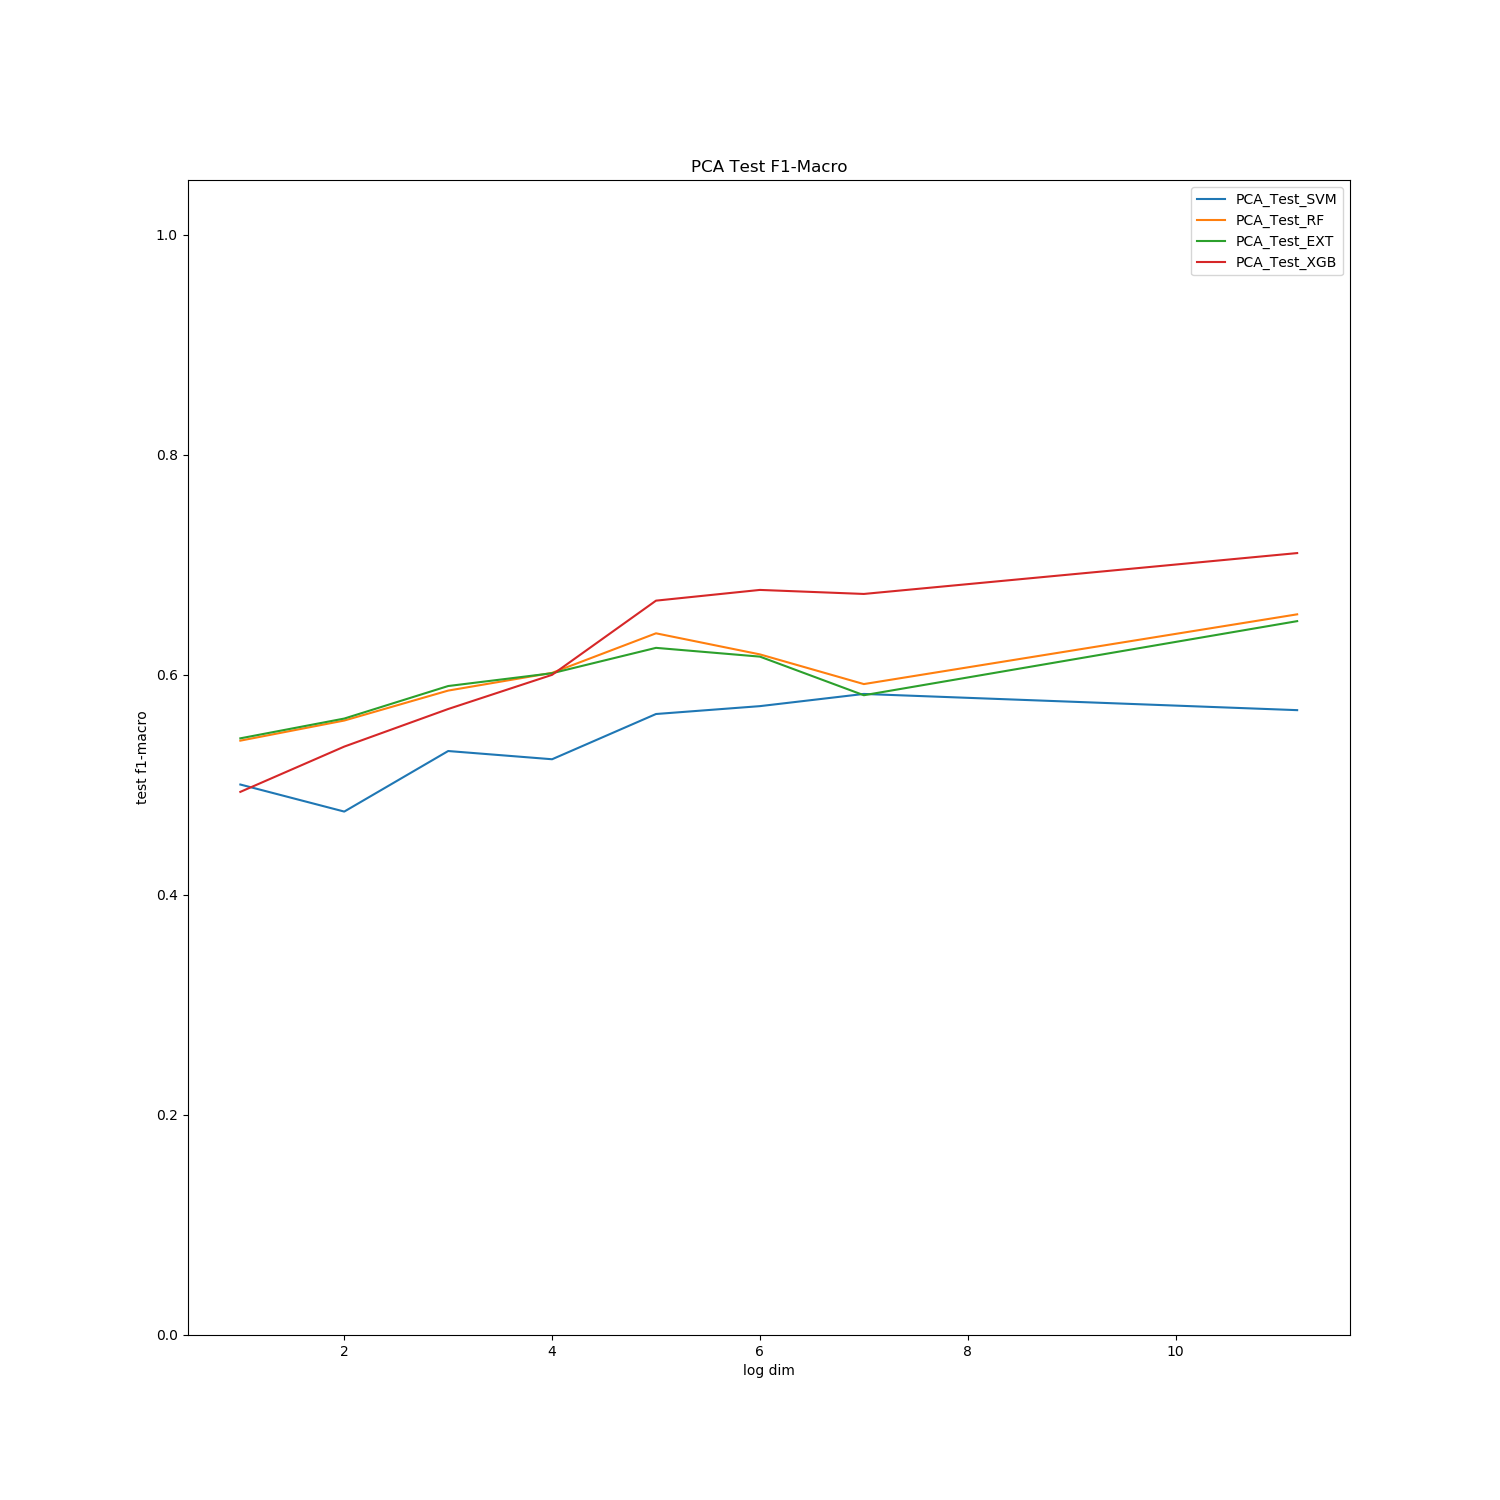 PCA Test F1-Macro
PCA_Test_SVM
PCA_Test_RF
PCA_Test_EXT
PCA_Test_XGB
1.0
0.8
0.6
0.4
0.2
0.0
test f1-macro
2 4 6 8 10
log dim